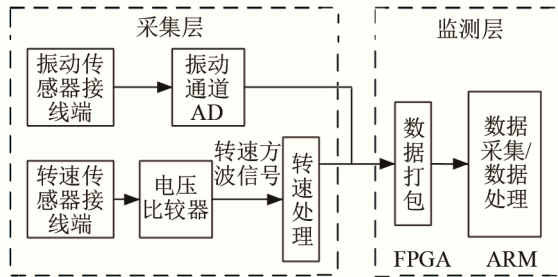 采集层
监测层
振动传
感器接
线端
振动
通道
AD
转速传
感器接
线端
电压
比较器
转速方
波信号
转速处理
数据打包
数据
采集/
数据
处理
FPGA
ARM